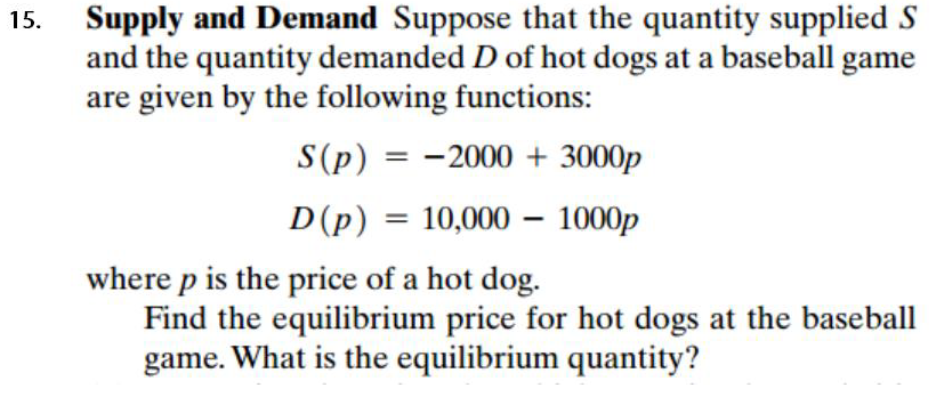 15. Supply and Demand Suppose that the quantity supplied S
and the quantity demanded D of hot dogs at a baseball game
are given by the following functions:
S(p) = −2000 + 3000p
D(p) = 10,000 − 1000p
where p is the price of a hot dog.
Find the equilibrium price for hot dogs at the baseball
game. What is the equilibrium quantity?